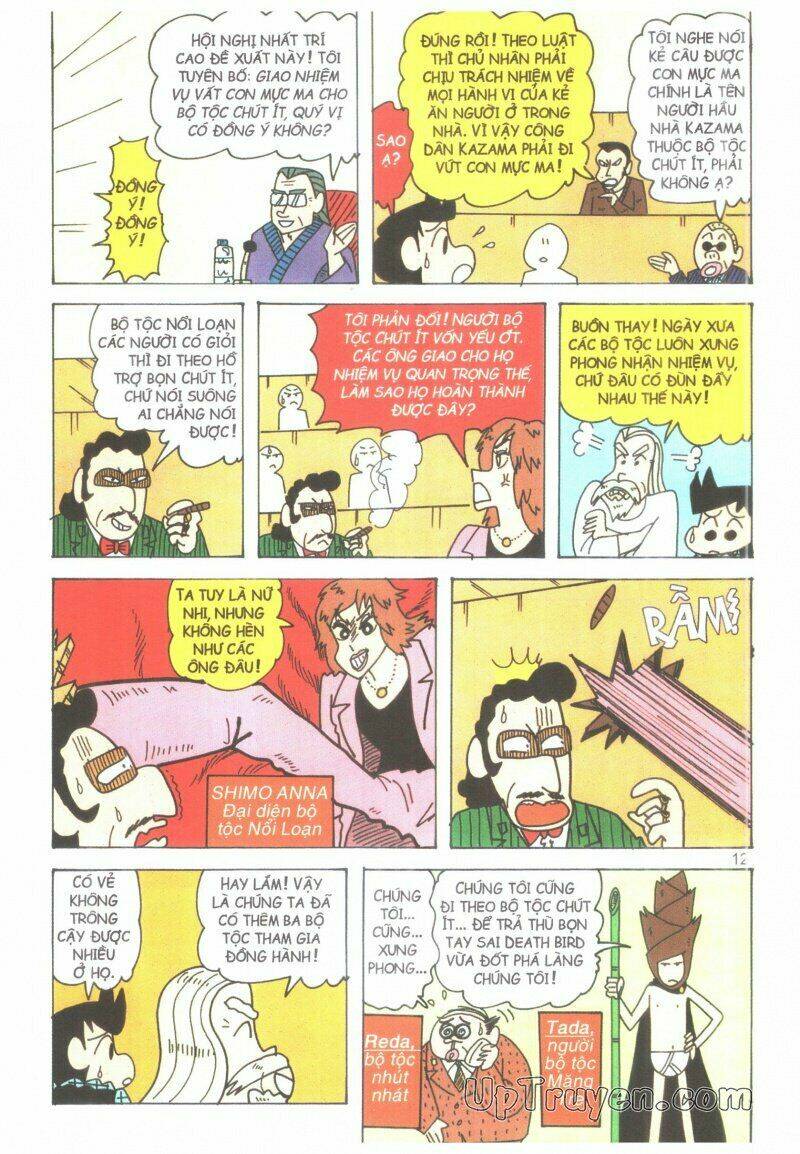 TÔI NGHE NÓI
KẺ CÂU ĐƯỢC
CON MỰC MA
CHÍNH LÀ TÊN
NGƯỜI HẦU
NHÀ KAZAMA
THUỘC BỘ TỘC
CHÚT ÍT, PHẢI
KHÔNG Ạ?
ĐÚNG RỒI! THEO LUẬT
THÌ CHỦ NHÂN PHẢI
CHỊU TRÁCH NHIỆM VỀ
MỌI HÀNH VI CỦA KẺ
ĂN NGƯỜI Ở TRONG
NHÀ. VÌ VẬY CÔNG
DÂN KAZAMA PHẢI ĐI
VỨT CON MỰC MA!
SAO
Ạ?
HỘI NGHỊ NHẤT TRÍ
CAO ĐỀ XUẤT NÀY! TÔI
TUYÊN BỐ: GIAO NHIỆM
VỤ VẤT CON MỰC MA CHO
BỘ TỘC CHÚT ÍT, QUÝ VỊ
CÓ ĐỒNG Ý KHÔNG?
ĐỒNG
Ý!
ĐỒNG
Ý!
BUỒN THAY! NGÀY XƯA
CÁC BỘ TỘC LUÔN XUNG
PHONG NHẬN NHIỆM VỤ,
CHỨ ĐÂU CÓ ĐÙN ĐẨY
NHAU THẾ NÀY!
TÔI PHẢN ĐỐI! NGƯỜI BỘ
TỘC CHÚT ÍT VỐN YẾU ỚT.
CÁC ÔNG GIAO CHO HỌ
NHIỆM VỤ QUAN TRỌNG THẾ,
LÀM SAO HỌ HOÀN THÀNH
ĐƯỢC ĐÂY?
BỘ TỘC NỔI LOẠN
CÁC NGƯỜI CÓ GIỎI
THÌ ĐI THEO HỖ
TRỢ BỌN CHÚT ÍT,
CHỨ NÓI SUÔNG
AI CHẲNG NÓI
ĐƯỢC!
RẦM!
TA TUY LÀ NỮ
NHI, NHƯNG
KHÔNG HÈN
NHƯ CÁC
ÔNG ĐÂU!
SHIMO ANNA
Đại diện bộ
tộc Nổi Loạn
12
CHÚNG TÔI CŨNG
ĐI THEO BỘ TỘC CHÚT
ÍT... ĐỂ TRẢ THÙ BỌN
TAY SAI DEATH BIRD
VỪA ĐỐT PHÁ LÀNG
CHÚNG TÔI!
CHÚNG
TÔI...
CŨNG...
XUNG
PHONG...
Tada,
người
bộ tộc
Măng
Reda,
bộ tộc
nhút
nhát
HAY LẮM! VẬY
LÀ CHÚNG TA ĐÃ
CÓ THÊM BA BỘ
TỘC THAM GIA
ĐỒNG HÀNH!
CÓ VẺ
KHÔNG
TRÔNG
CẬY ĐƯỢC
NHIỀU
Ở HỌ.
UpTruyen.com